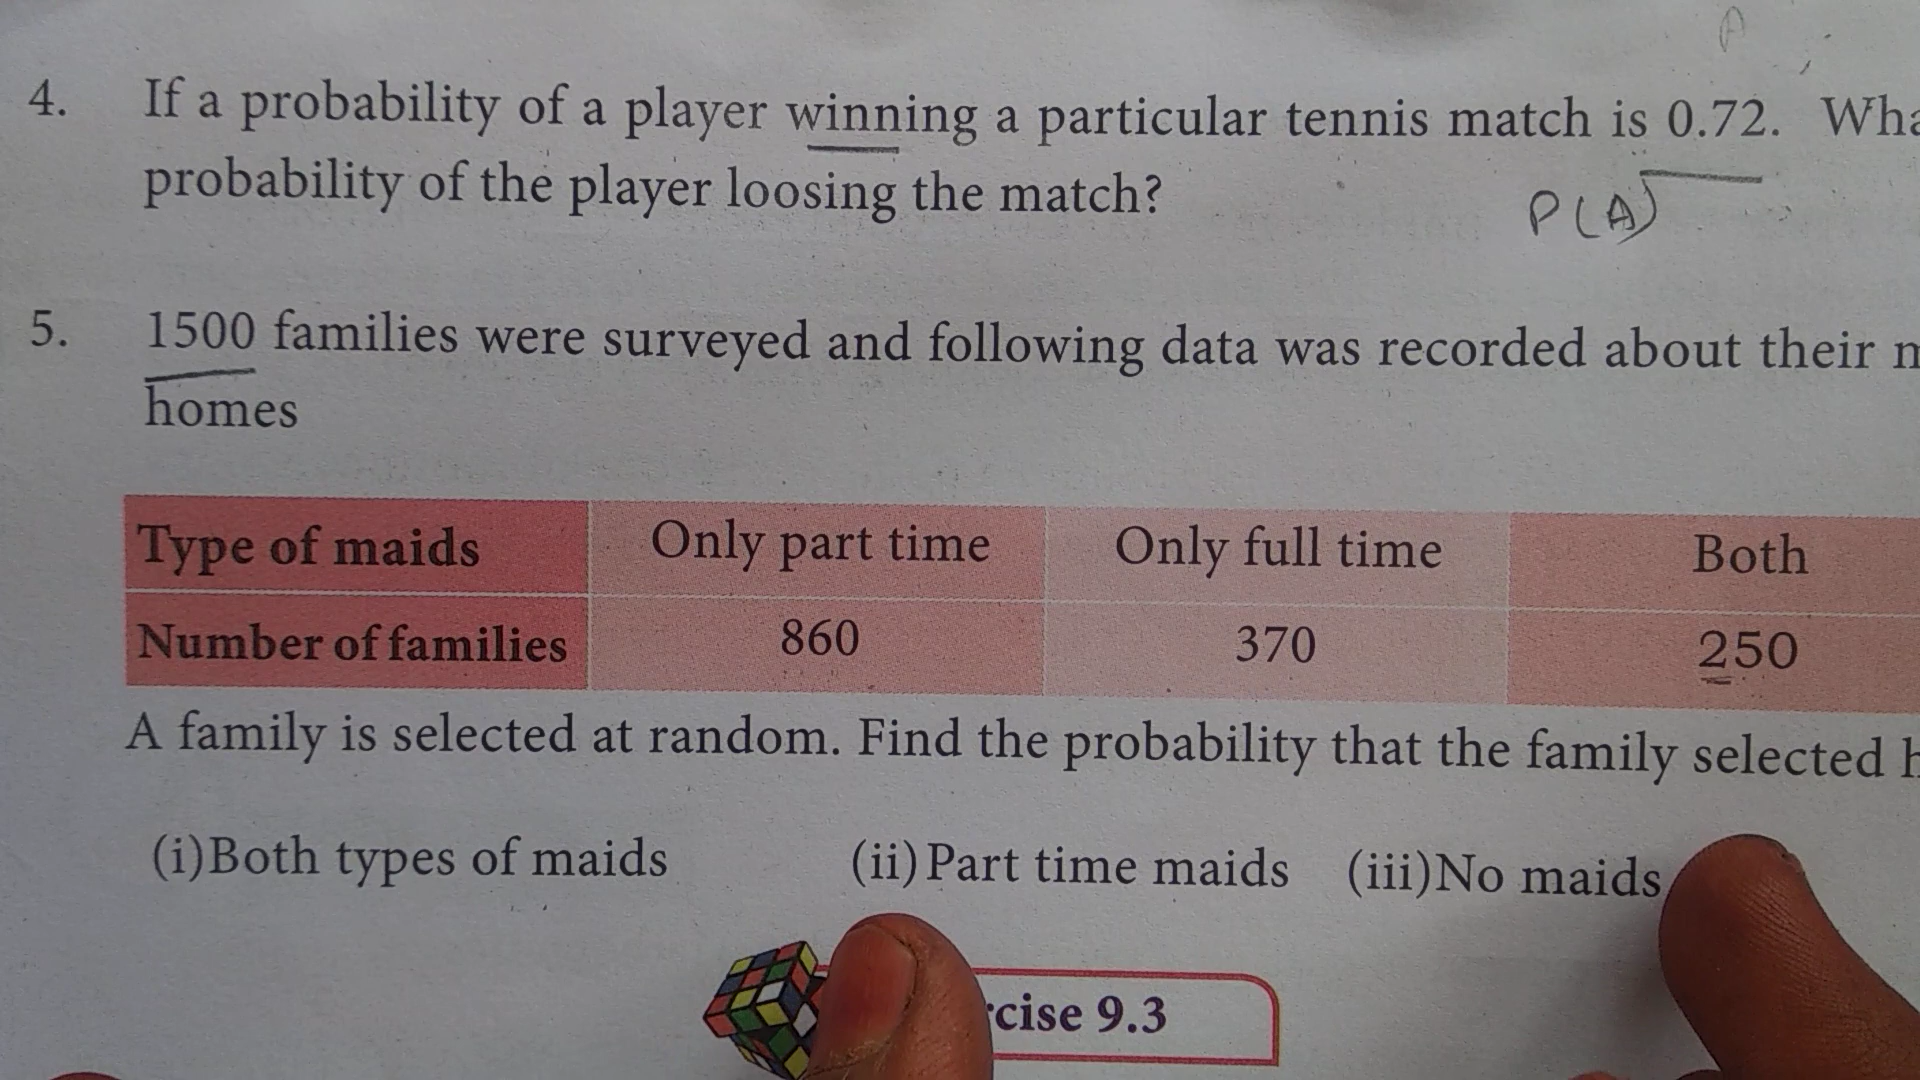 A
4. If a probability of a player winning a particular tennis match is 0.72.
probability of the player loosing the match?
P(A)
5. 1500 families were surveyed and following data was recorded about their
homes
Type of maids Only part time Only full time Both
Number of families 860 370 250
A family is selected at random. Find the probability that the family selected
(i)Both types of maids (ii)Part time maids (iii)No maids
cise 9.3